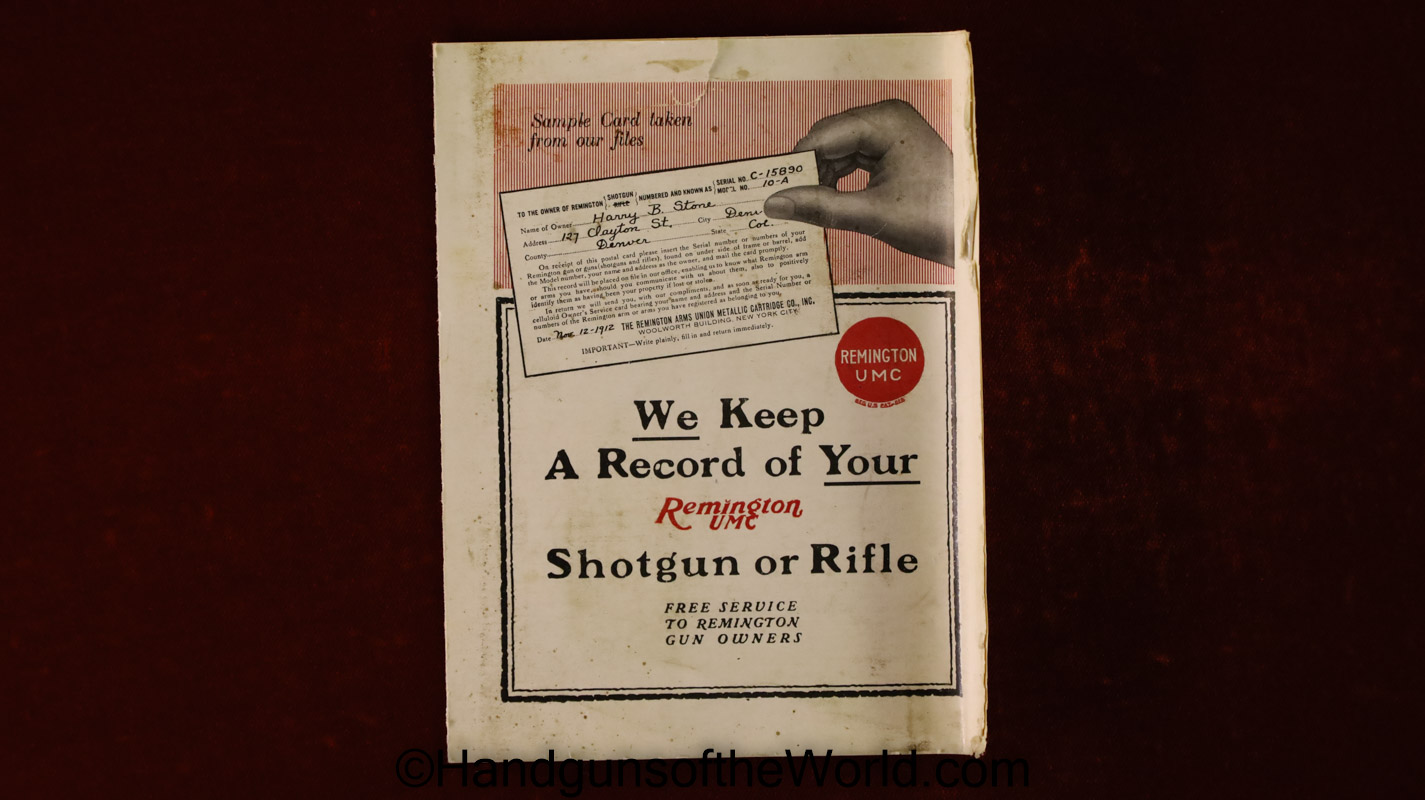 Sample Card taken
from our files
TO THE OWNER OF REMINGTON { SHOTGUN RIFLE } NUMBERED AND KNOWN AS { SERIAL NO. C-15890
MODEL NO. 10-A
Name of Owner Harry B. Stone
Address 127 Clayton St. City Den
County Denver State Col.
On receipt of this postal card please insert the Serial number or numbers of your
Remington gun or guns (shotguns and rifles), found on under side of frame or barrel, add
the Model number, your name and address as the owner, and mail the card promptly.
This record will be placed on file in our office, enabling us to know what Remington arm
or arms you have, should you communicate with us about them, also to positively
identify them as having been your property if lost or stolen.
In return we will send you, with our compliments, and as soon as ready for you, a
celluloid Owner's Service card bearing your name and address and the Serial Number or
numbers of the Remington arm or arms you have registered as belonging to you.
Date Nov. 12-1912 THE REMINGTON ARMS UNION METALLIC CARTRIDGE CO., INC.
WOOLWORTH BUILDING, NEW YORK CITY.
IMPORTANT—Write plainly, fill in and return immediately.
REMINGTON
UMC
REG. U.S. PAT. OFF.
We Keep
A Record of Your
Remington
UMC
Shotgun or Rifle
FREE SERVICE
TO REMINGTON
GUN OWNERS
©HandgunsoftheWorld.com